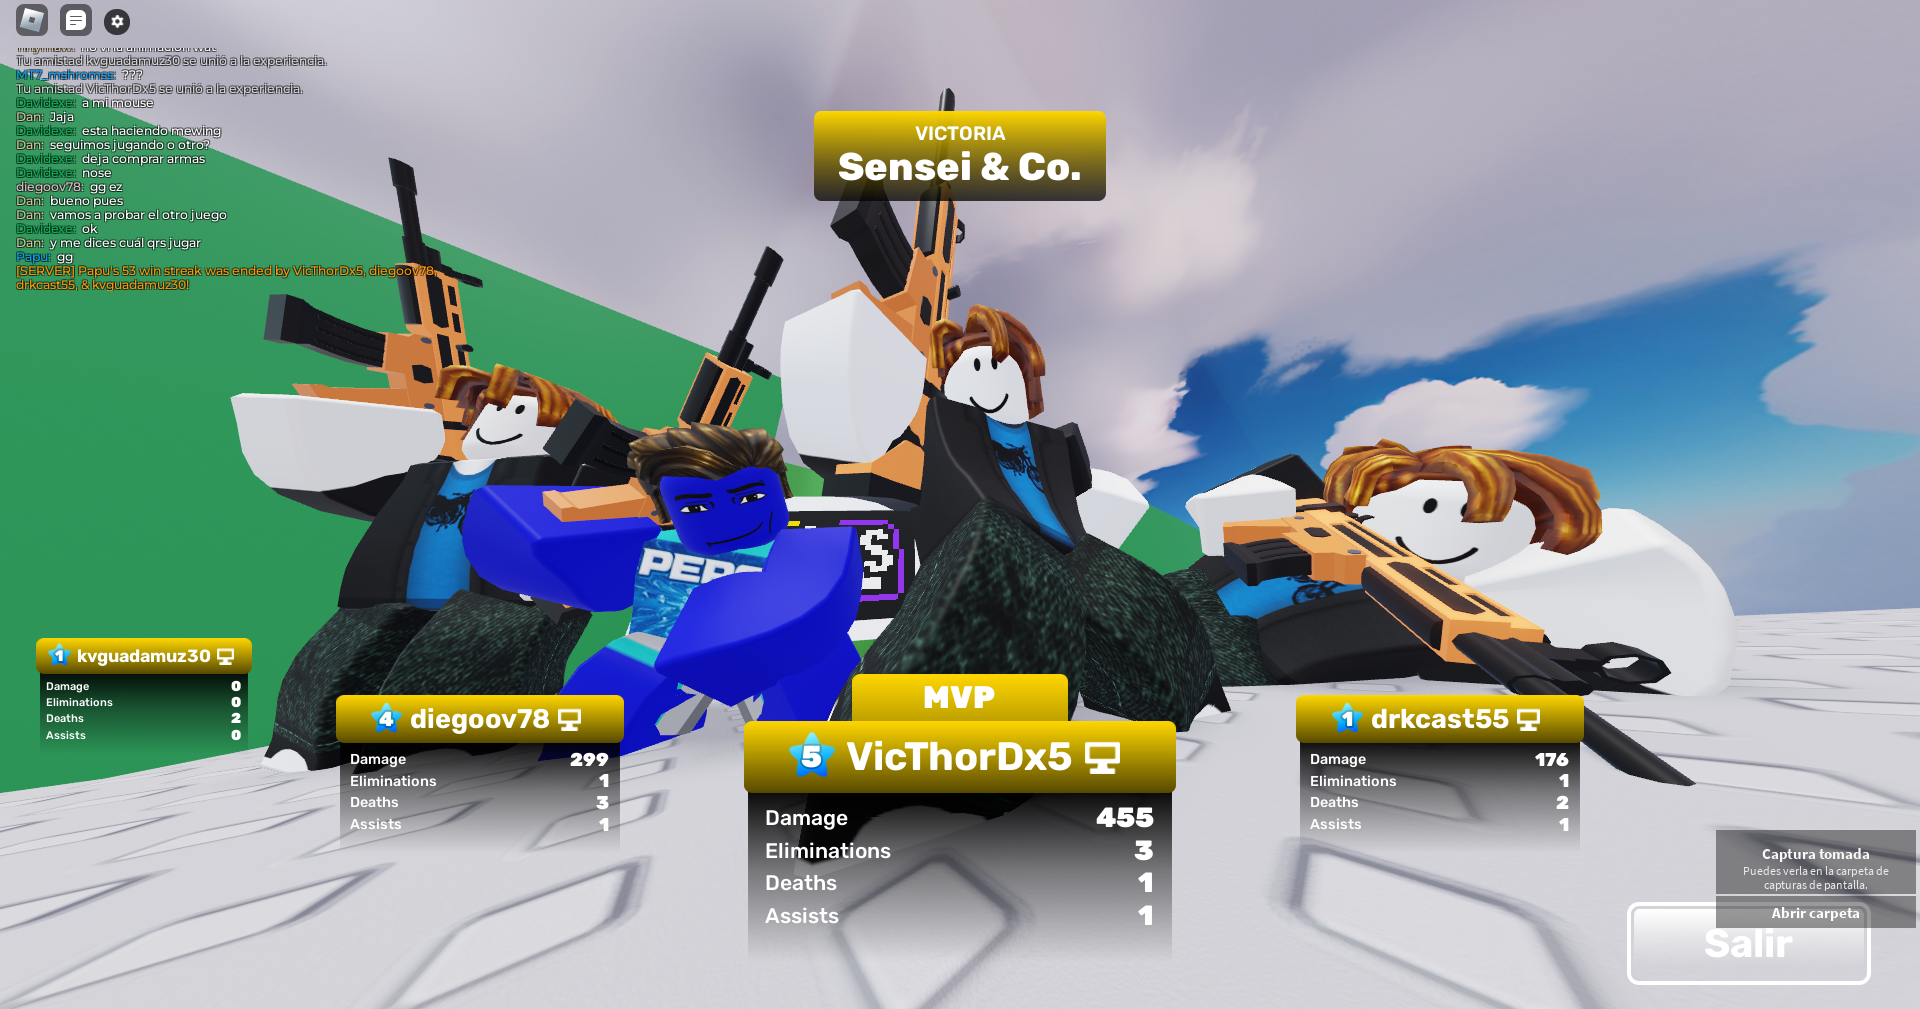 Tu amistad kvguadamuz30 se unió a la experiencia.
MT7_mehromes: ???
Tu amistad VicThorDx5 se unió a la experiencia.
Davidexe: a mi mouse
Dan: Jaja
Davidexe: esta haciendo mewing
Dan: seguimos jugando o otro?
Davidexe: deja comprar armas
Davidexe: nose
diegoov78: gg ez
Dan: bueno pues
Dan: vamos a probar el otro juego
Davidexe: ok
Dan: y me dices cuál qrs jugar
Papu: gg
[SERVER] Papu's 53 win streak was ended by VicThorDx5, diegoov78,
drkcast55, & kvguadamuz30!
VICTORIA
Sensei & Co.
PEPS
S
1 kvguadamuz30
Damage 0
Eliminations 0
Deaths 2
Assists 0
4 diegoov78
Damage 299
Eliminations 1
Deaths 3
Assists 1
MVP
5 VicThorDx5
Damage 455
Eliminations 3
Deaths 1
Assists 1
1 drkcast55
Damage 176
Eliminations 1
Deaths 2
Assists 1
Captura tomada
Puedes verla en la carpeta de
capturas de pantalla.
Abrir carpeta
Salir